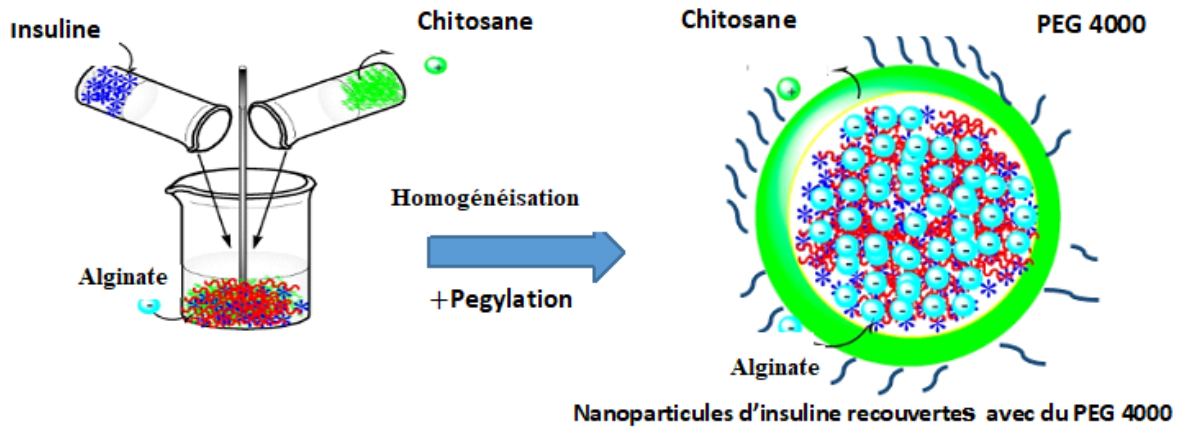 Insuline
Chitosane
+
Alginate
-
Homogénéisation
+Pegylation
Chitosane
PEG 4000
+
Alginate
-
Nanoparticules d'insuline recouvertes avec du PEG 4000